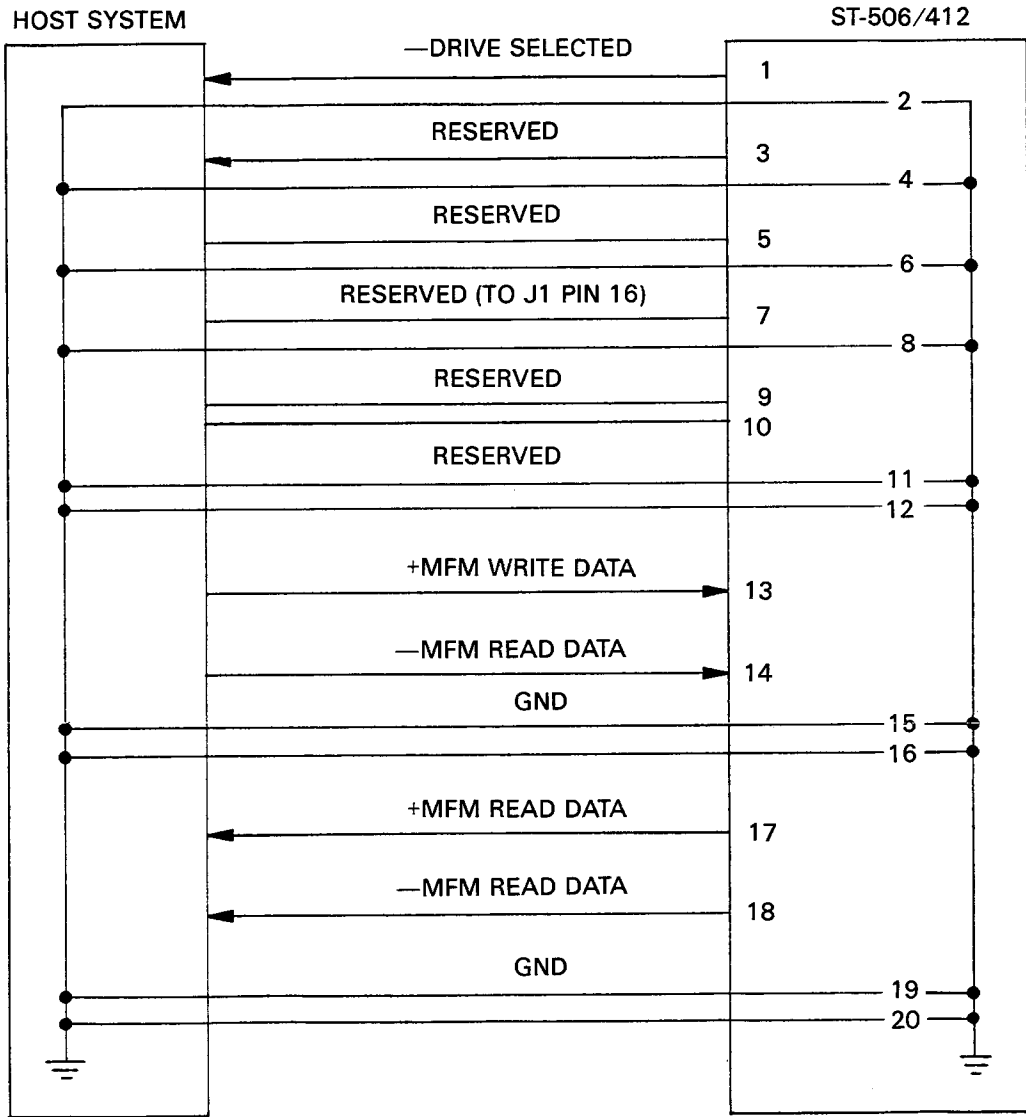 HOST SYSTEM
ST-506/412
—DRIVE SELECTED
1
2
RESERVED
3
4
RESERVED
5
6
RESERVED (TO J1 PIN 16)
7
8
RESERVED
9
10
RESERVED
11
12
+MFM WRITE DATA
13
—MFM READ DATA
14
GND
15
16
+MFM READ DATA
17
—MFM READ DATA
18
GND
19
20